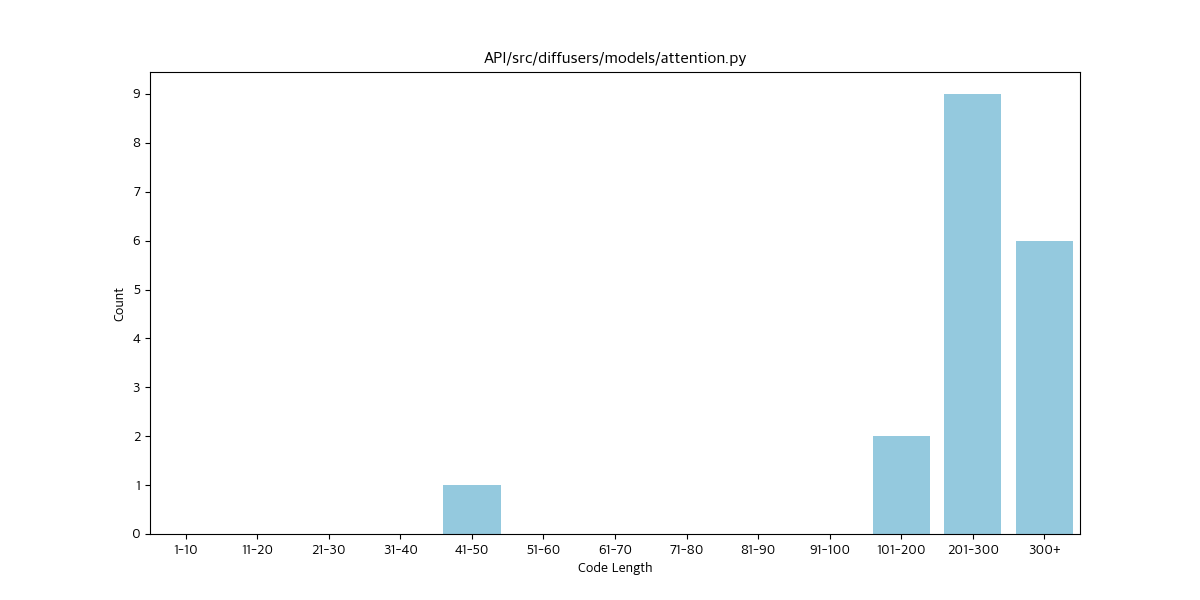 API/src/diffusers/models/attention.py
9
8
7
6
5
4
3
2
1
0
Count
1-10 11-20 21-30 31-40 41-50 51-60 61-70 71-80 81-90 91-100 101-200 201-300 300+
Code Length